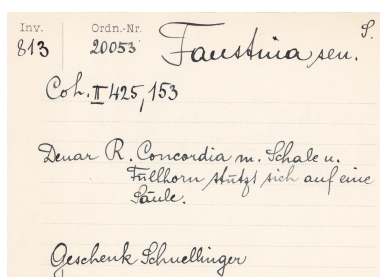 Inv. Ordn.-Nr. S.
813 20053 Faustina sen.
Coh. II 425, 153
Denar R. Concordia m. Schale u.
Füllhorn stützt sich auf eine
Säule.
Geschenk Schnellinger